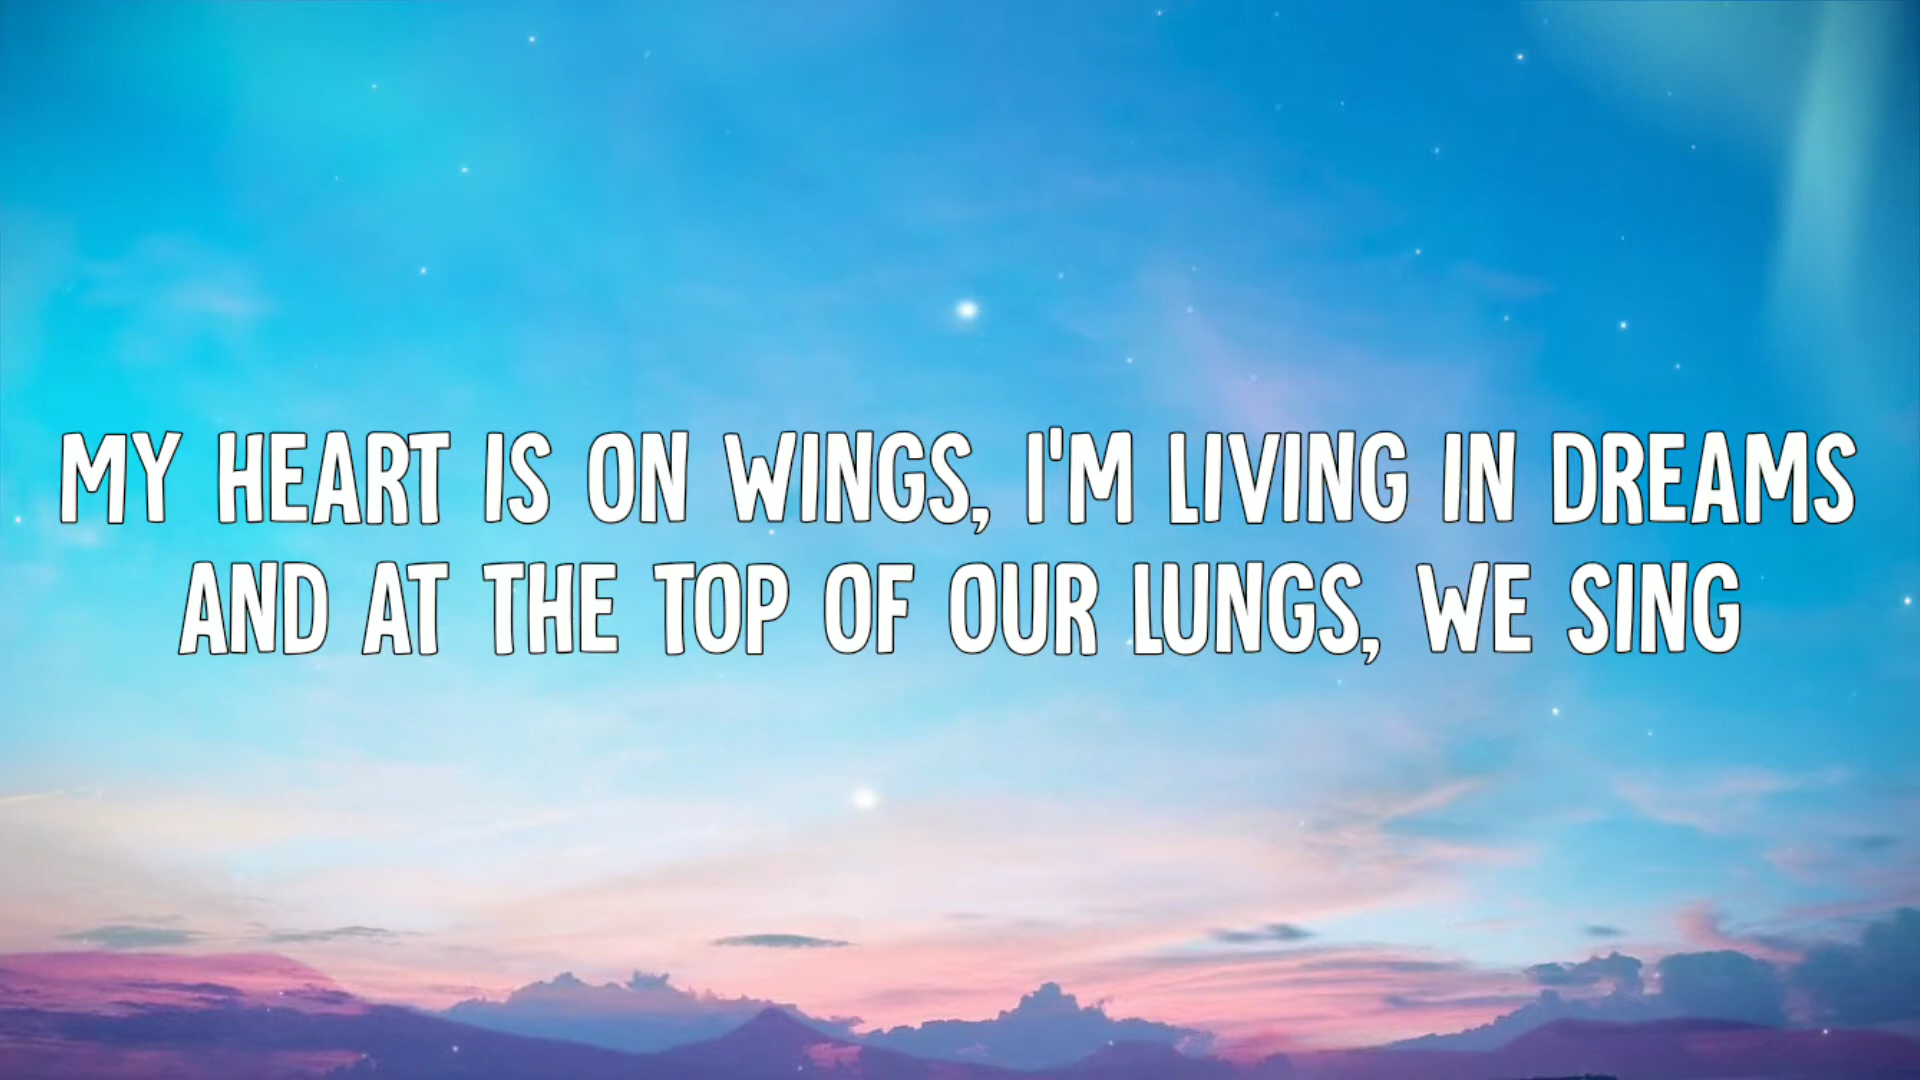 MY HEART IS ON WINGS, I'M LIVING IN DREAMS
AND AT THE TOP OF OUR LUNGS, WE SING